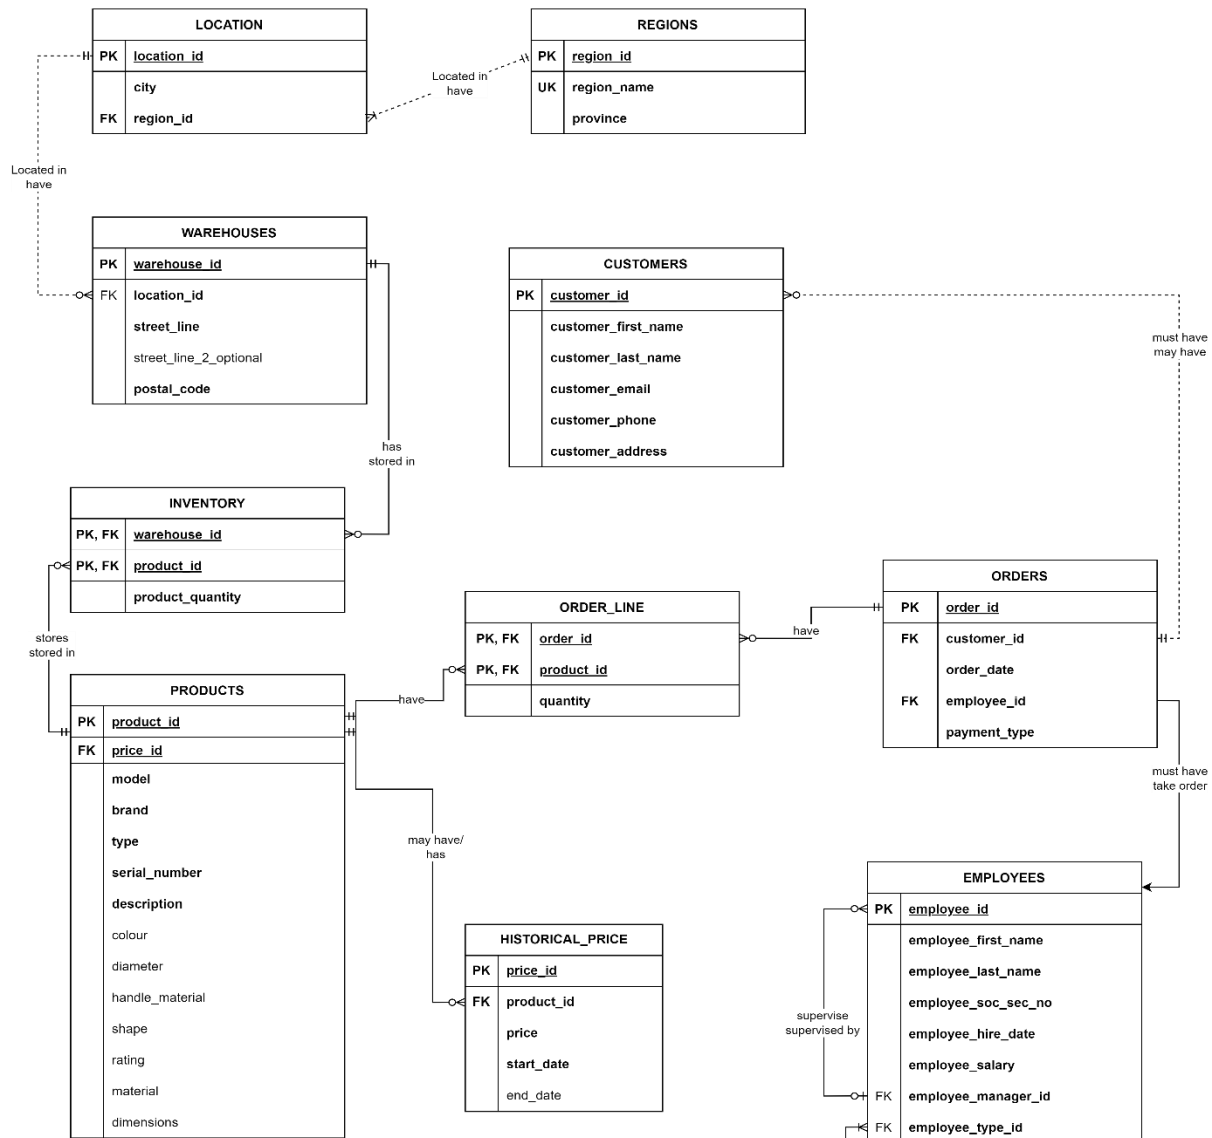 LOCATION
PK location_id
city
FK region_id
REGIONS
PK region_id
UK region_name
province
Located in
have
Located in
have
WAREHOUSES
PK warehouse_id
FK location_id
street_line
street_line_2_optional
postal_code
CUSTOMERS
PK customer_id
customer_first_name
customer_last_name
customer_email
customer_phone
customer_address
must have
may have
has
stored in
INVENTORY
PK, FK warehouse_id
PK, FK product_id
product_quantity
ORDER_LINE
PK, FK order_id
PK, FK product_id
quantity
have
ORDERS
PK order_id
FK customer_id
order_date
FK employee_id
payment_type
stores
stored in
have
must have
take order
PRODUCTS
PK product_id
FK price_id
model
brand
type
serial_number
description
colour
diameter
handle_material
shape
rating
material
dimensions
may have/
has
HISTORICAL_PRICE
PK price_id
FK product_id
price
start_date
end_date
EMPLOYEES
PK employee_id
employee_first_name
employee_last_name
employee_soc_sec_no
employee_hire_date
employee_salary
FK employee_manager_id
FK employee_type_id
supervise
supervised by